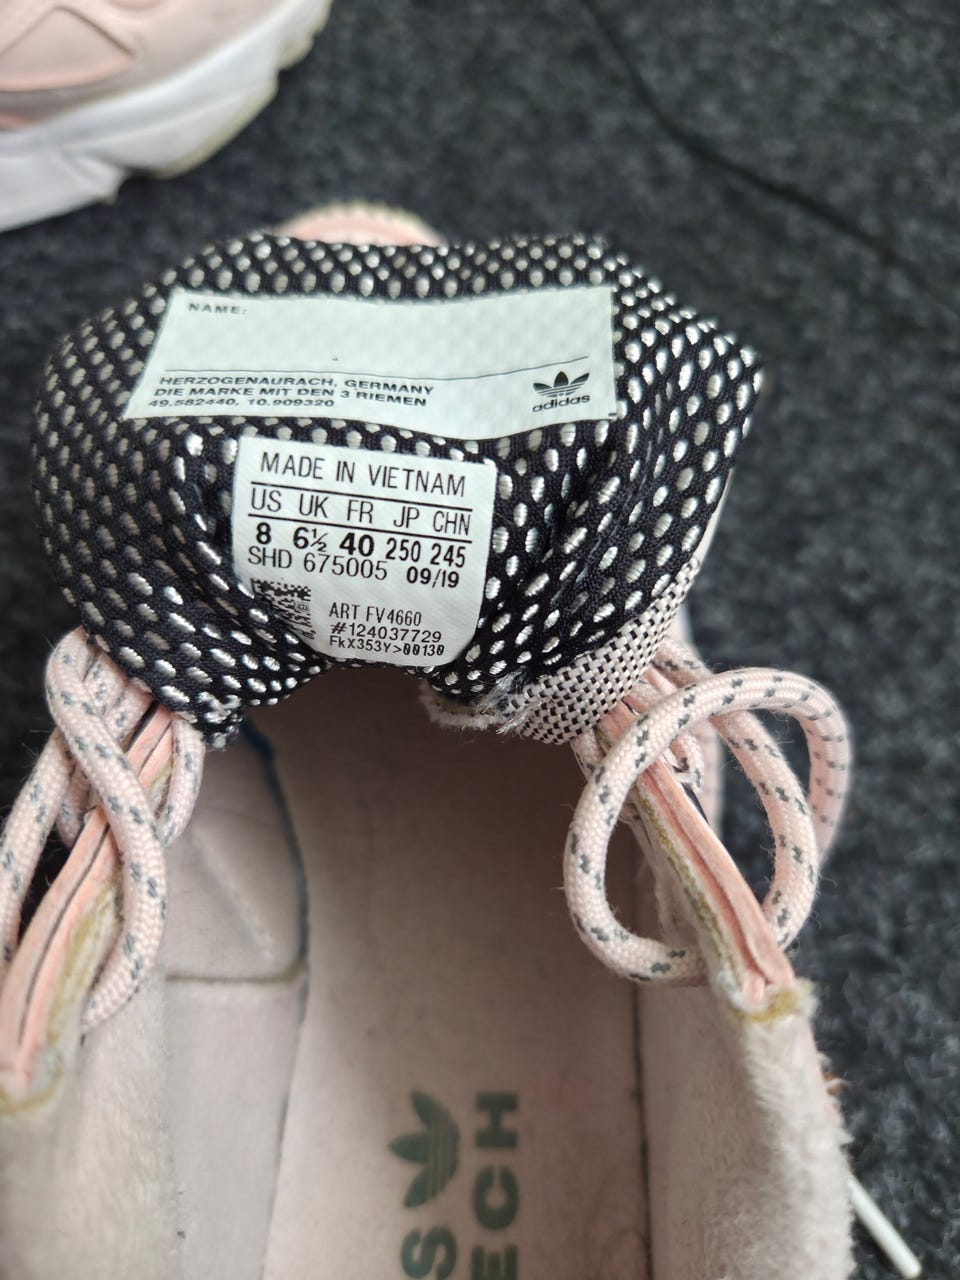 NAME:
HERZOGENAURACH, GERMANY
DIE MARKE MIT DEN 3 RIEMEN
49.582440, 10.909320
adidas
MADE IN VIETNAM
US UK FR JP CHN
8 6½ 40 250 245
SHD 675005 09/19
ART FV4660
#124037729
FkX353Y>00130
S
ECH